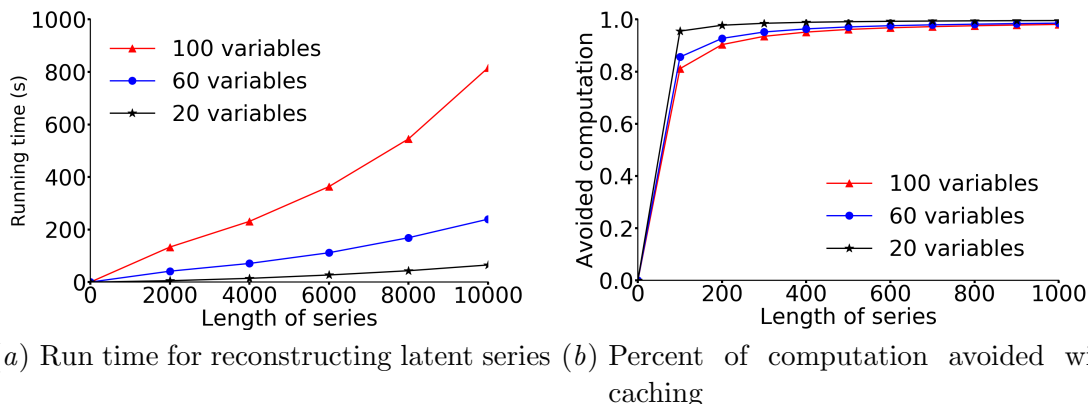 1000
800
600
400
200
0
Running time (s)
100 variables
60 variables
20 variables
0 2000 4000 6000 8000 10000
Length of series
1.0
0.8
0.6
0.4
0.2
0.0
Avoided computation
100 variables
60 variables
20 variables
0 200 400 600 800 1000
Length of series
a) Run time for reconstructing latent series
(b) Percent of computation avoided wi
caching